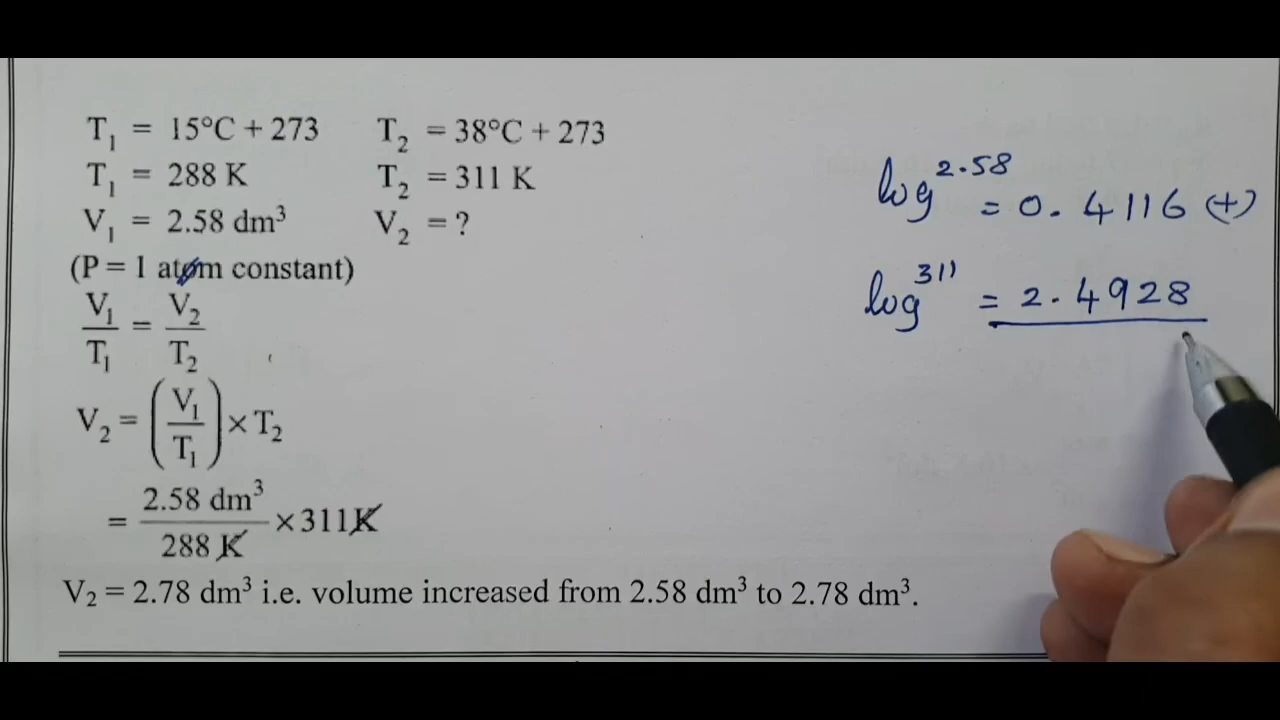 T₁ = 15°C + 273 T₂ = 38°C + 273
T₁ = 288 K T₂ = 311 K
V₁ = 2.58 dm³ V₂ = ?
(P = 1 atom constant)
V₁/T₁ = V₂/T₂
V₂ = (V₁/T₁) × T₂
= 2.58 dm³/288 K × 311K
V₂ = 2.78 dm³ i.e. volume increased from 2.58 dm³ to 2.78 dm³.
log 2.58 = 0.4116 (+)
log 311 = 2.4928